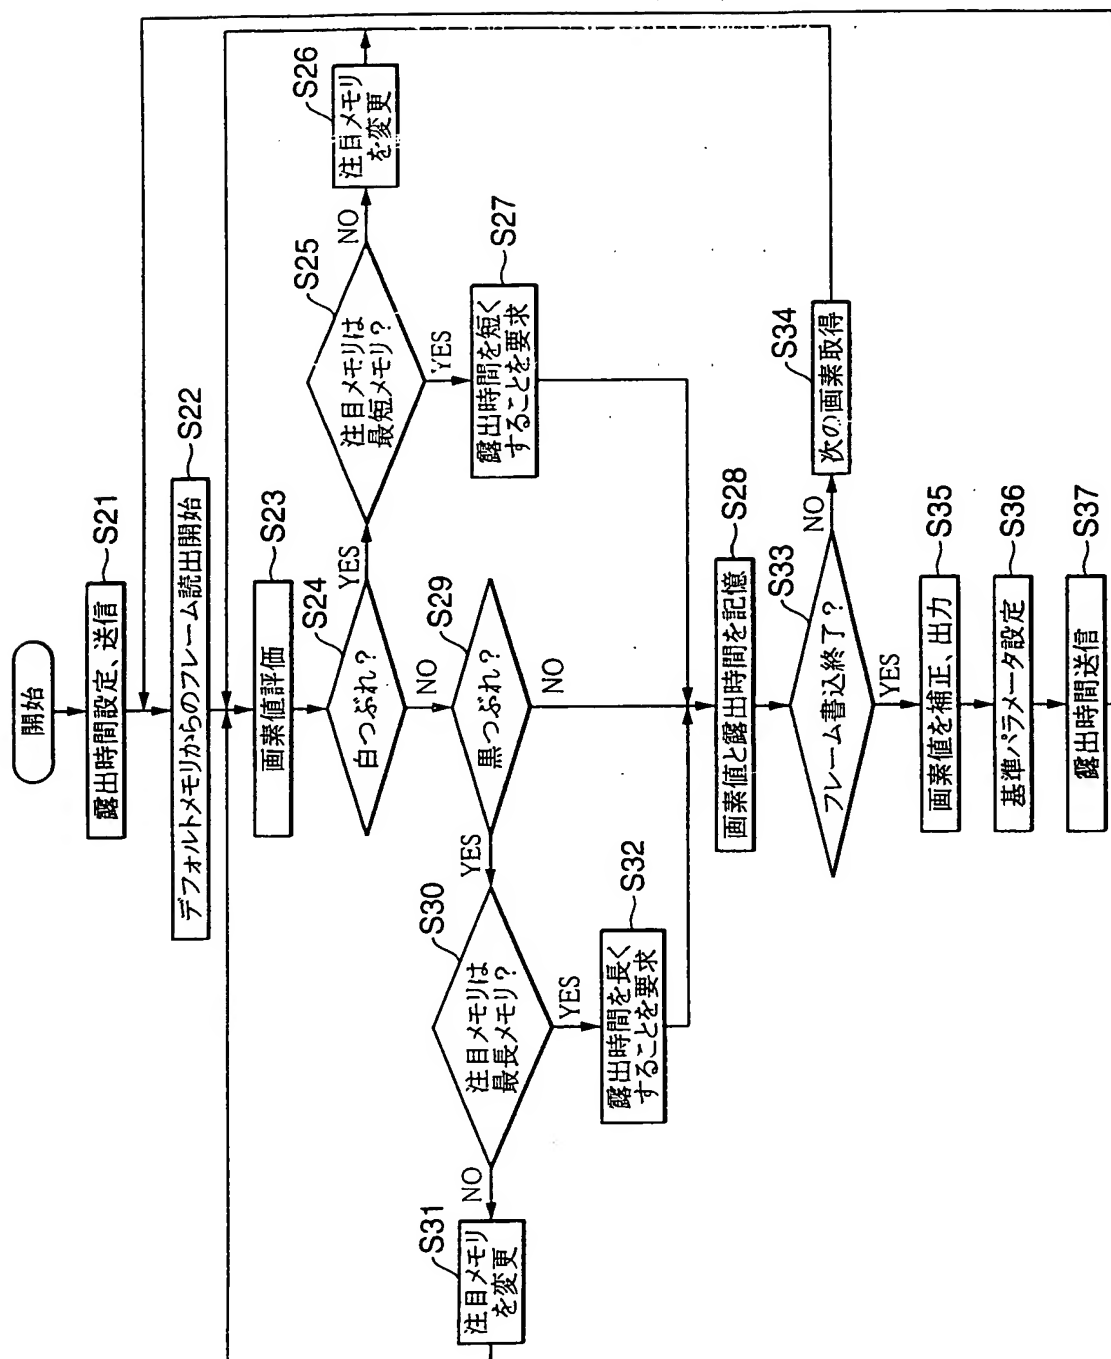 開始
露出時間設定、送信
S21
デフォルトメモリからのフレーム読出開始
S22
画素値評価
S23
白つぶれ?
S24
YES
NO
注目メモリは
最短メモリ?
S25
NO
YES
注目メモリ
を変更
S26
露出時間を短く
することを要求
S27
黒つぶれ?
S29
YES
NO
注目メモリは
最長メモリ?
S30
NO
YES
注目メモリ
を変更
S31
露出時間を長く
することを要求
S32
画素値と露出時間を記憶
S28
フレーム書込終了?
S33
NO
YES
次の画素取得
S34
画素値を補正、出力
S35
基準パラメータ設定
S36
露出時間送信
S37